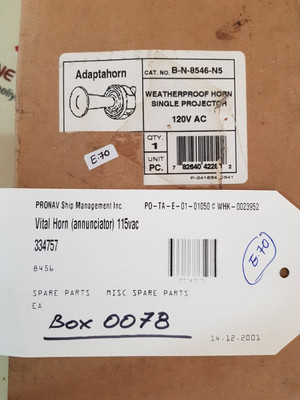 Adaptahorn
CAT. NO. B-N-8546-N5
WEATHERPROOF HORN
SINGLE PROJECTOR
120V AC
QTY.
1
UNIT
PC.
E.70
PRONAV Ship Management Inc.
PO-TA-E-01-01050 C WHK-0023952
Vital Horn (annunciator) 115vac
334757
E70
8456
SPARE PARTS MISC SPARE PARTS
EA
BOX 0078
14-12-2001